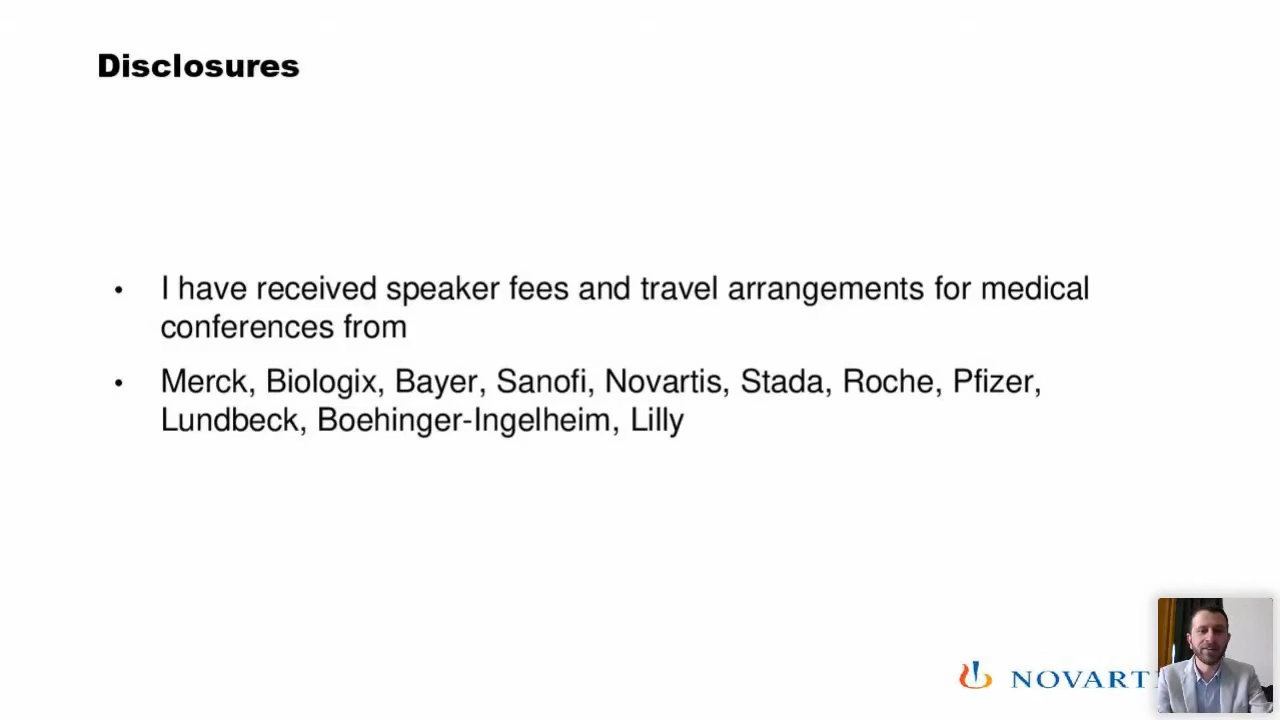 Disclosures
• I have received speaker fees and travel arrangements for medical
conferences from
• Merck, Biologix, Bayer, Sanofi, Novartis, Stada, Roche, Pfizer,
Lundbeck, Boehinger-Ingelheim, Lilly
NOVART